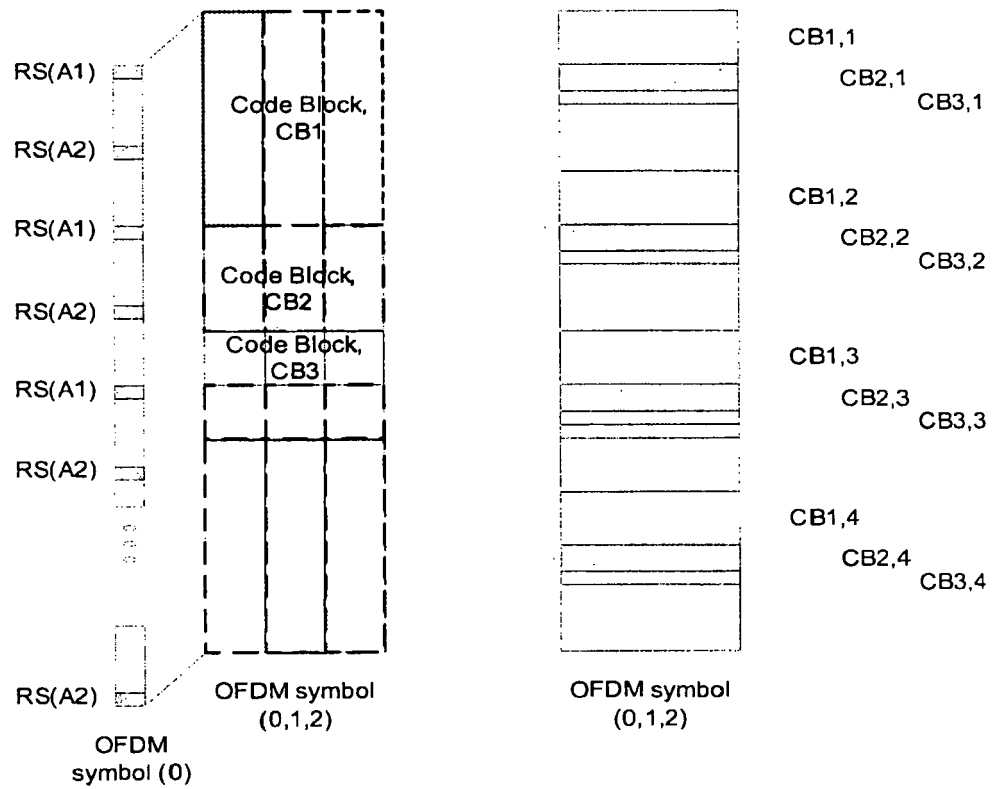 RS(A1)
RS(A2)
RS(A1)
RS(A2)
RS(A1)
RS(A2)
RS(A2)
OFDM
symbol (0)
Code Block,
CB1
Code Block,
CB2
Code Block,
CB3
OFDM symbol
(0,1,2)
CB1,1
CB2,1
CB3,1
CB1,2
CB2,2
CB3,2
CB1,3
CB2,3
CB3,3
CB1,4
CB2,4
CB3,4
OFDM symbol
(0,1,2)